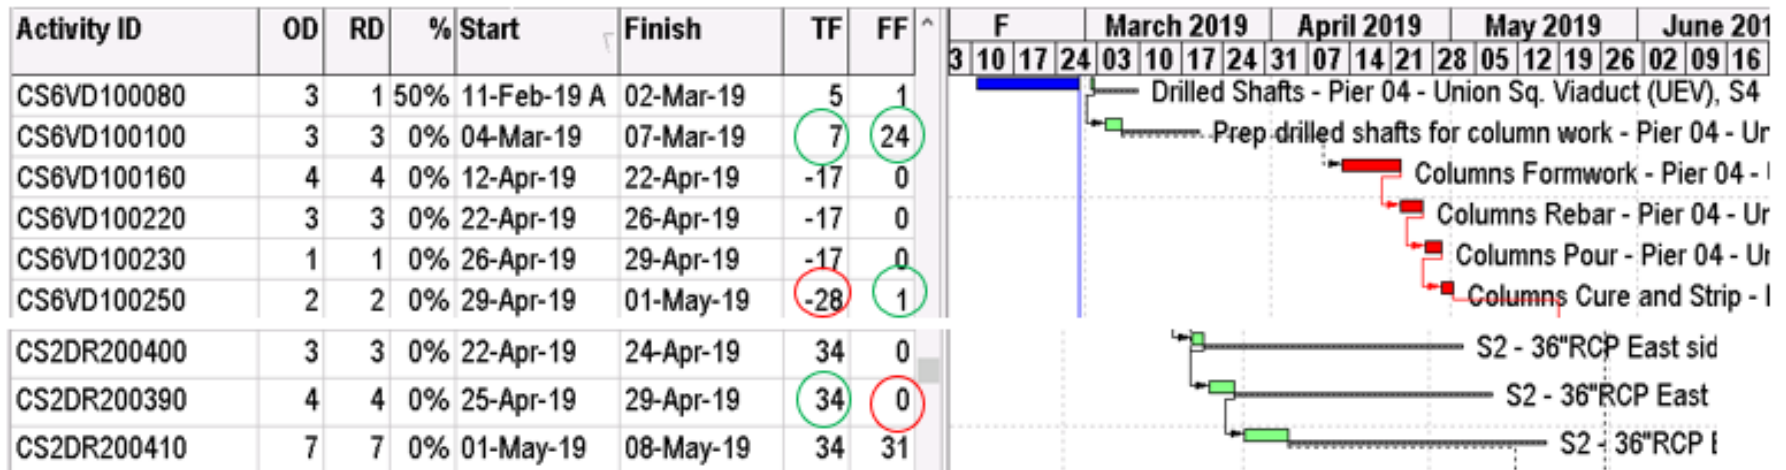 Activity ID OD RD % Start Finish TF FF F March 2019 April 2019 May 2019 June 201
3 10 17 24 03 10 17 24 31 07 14 21 28 05 12 19 26 02 09 16
CS6VD100080 3 1 50% 11-Feb-19 A 02-Mar-19 5 1 Drilled Shafts - Pier 04 - Union Sq. Viaduct (UEV), S4
CS6VD100100 3 3 0% 04-Mar-19 07-Mar-19 7 24 Prep drilled shafts for column work - Pier 04 - Un
CS6VD100160 4 4 0% 12-Apr-19 22-Apr-19 -17 0 Columns Formwork - Pier 04 -
CS6VD100220 3 3 0% 22-Apr-19 26-Apr-19 -17 0 Columns Rebar - Pier 04 - Un
CS6VD100230 1 1 0% 26-Apr-19 29-Apr-19 -17 0 Columns Pour - Pier 04 - Un
CS6VD100250 2 2 0% 29-Apr-19 01-May-19 -28 1 Columns Cure and Strip -
CS2DR200400 3 3 0% 22-Apr-19 24-Apr-19 34 0 S2 - 36"RCP East sid
CS2DR200390 4 4 0% 25-Apr-19 29-Apr-19 34 0 S2 - 36"RCP East
CS2DR200410 7 7 0% 01-May-19 08-May-19 34 31 S2 - 36"RCP E